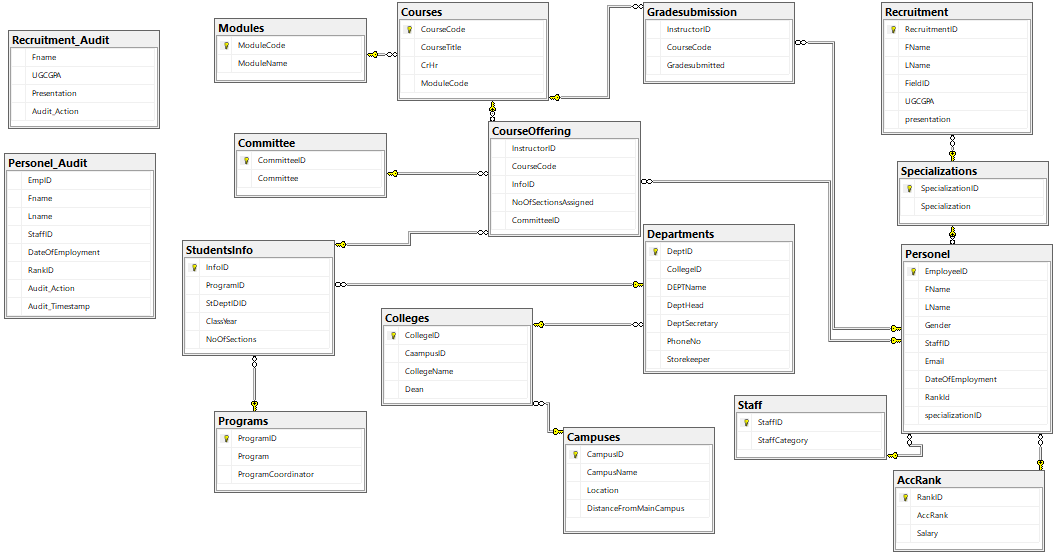 Recruitment_Audit
Fname
UGCGPA
Presentation
Audit_Action
Personel_Audit
EmpID
Fname
Lname
StaffID
DateOfEmployment
RankID
Audit_Action
Audit_Timestamp
Modules
ModuleCode
ModuleName
Courses
CourseCode
CourseTitle
CrHr
ModuleCode
Gradesubmission
InstructorID
CourseCode
Gradesubmitted
Recruitment
RecruitmentID
FName
LName
FieldID
UGCGPA
presentation
Committee
CommitteeID
Committee
CourseOffering
InstructorID
CourseCode
InfoID
NoOfSectionsAssigned
CommitteeID
Specializations
SpecializationID
Specialization
StudentsInfo
InfoID
ProgramID
StDeptIDID
ClassYear
NoOfSections
Departments
DeptID
CollegeID
DEPTName
DeptHead
DeptSecretary
PhoneNo
Storekeeper
Personel
EmployeeID
FName
LName
Gender
StaffID
Email
DateOfEmployment
RankId
specializationID
Colleges
CollegeID
CaampusID
CollegeName
Dean
Programs
ProgramID
Program
ProgramCoordinator
Campuses
CampusID
CampusName
Location
DistanceFromMainCampus
Staff
StaffID
StaffCategory
AccRank
RankID
AccRank
Salary